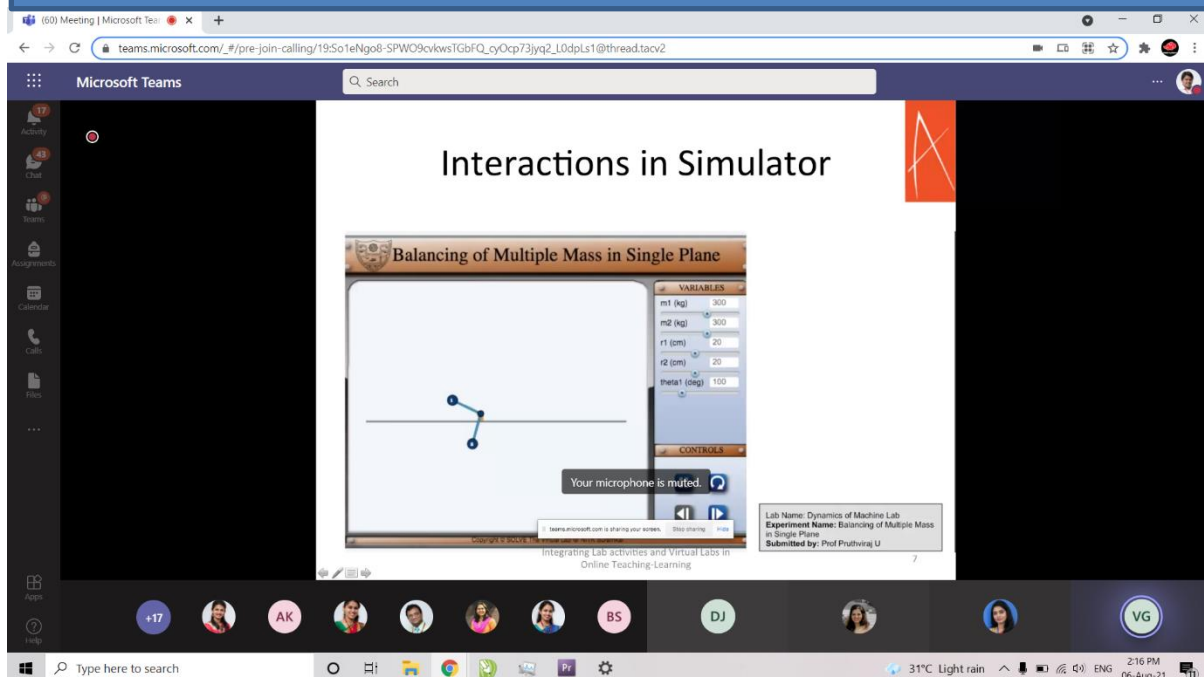 (60) Meeting | Microsoft Tea
teams.microsoft.com/_#/pre-join-calling/19:So1eNgo8-SPWO9cvkwsTGbFQ_cyOcp73jyq2_L0dpLs1@thread.tacv2
Microsoft Teams
Search
17
Activity
43
Chat
Teams
Assignments
Calendar
Calls
Files
Apps
Help
Interactions in Simulator
Balancing of Multiple Mass in Single Plane
VARIABLES
m1 (kg) 300
m2 (kg) 300
r1 (cm) 20
r2 (cm) 20
theta1 (deg) 100
CONTROLS
Your microphone is muted.
teams.microsoft.com is sharing your screen. Stop sharing Hide
Integrating Lab activities and Virtual Labs in
Online Teaching-Learning
Lab Name: Dynamics of Machine Lab
Experiment Name: Balancing of Multiple Mass
in Single Plane
Submitted by: Prof Pruthviraj U
7
+17
AK
BS
DJ
VG
Type here to search
31°C Light rain
ENG
2:16 PM
06-Aug-21